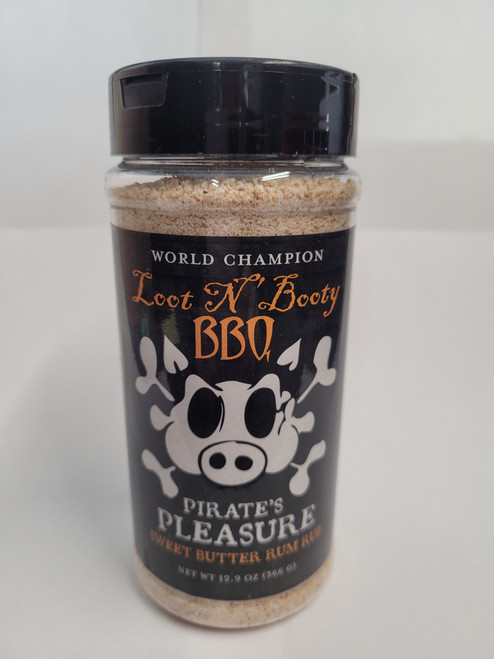 WORLD CHAMPION
Loot N' Booty
BBQ
PIRATE'S
PLEASURE
SWEET BUTTER RUM RUB
NET WT 12.9 OZ (366 G)